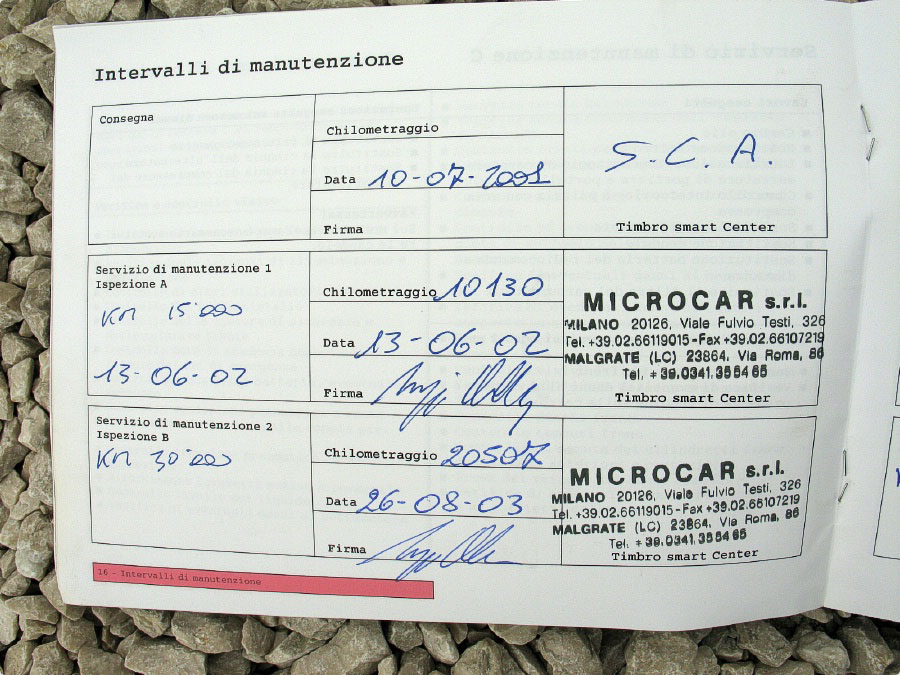 Intervalli di manutenzione
Consegna
Chilometraggio
Data 10-07-2001
Firma
S.C.A.
Timbro smart Center
Servizio di manutenzione 1
Ispezione A
KM 15'000
13-06-02
Chilometraggio 10130
Data 13-06-02
Firma
MICROCAR s.r.l.
MILANO 20126, Viale Fulvio Testi, 326
Tel. +39.02.66119015-Fax +39.02.66107219
MALGRATE (LC) 23864, Via Roma, 86
Tel. +39.0341.355465
Timbro smart Center
Servizio di manutenzione 2
Ispezione B
KM 30'000
Chilometraggio 20507
Data 26-08-03
Firma
MICROCAR s.r.l.
MILANO 20126, Viale Fulvio Testi, 326
Tel. +39.02.66119015-Fax +39.02.66107219
MALGRATE (LC) 23864, Via Roma, 86
Tel. +39.0341.355465
Timbro smart Center
16 - Intervalli di manutenzione